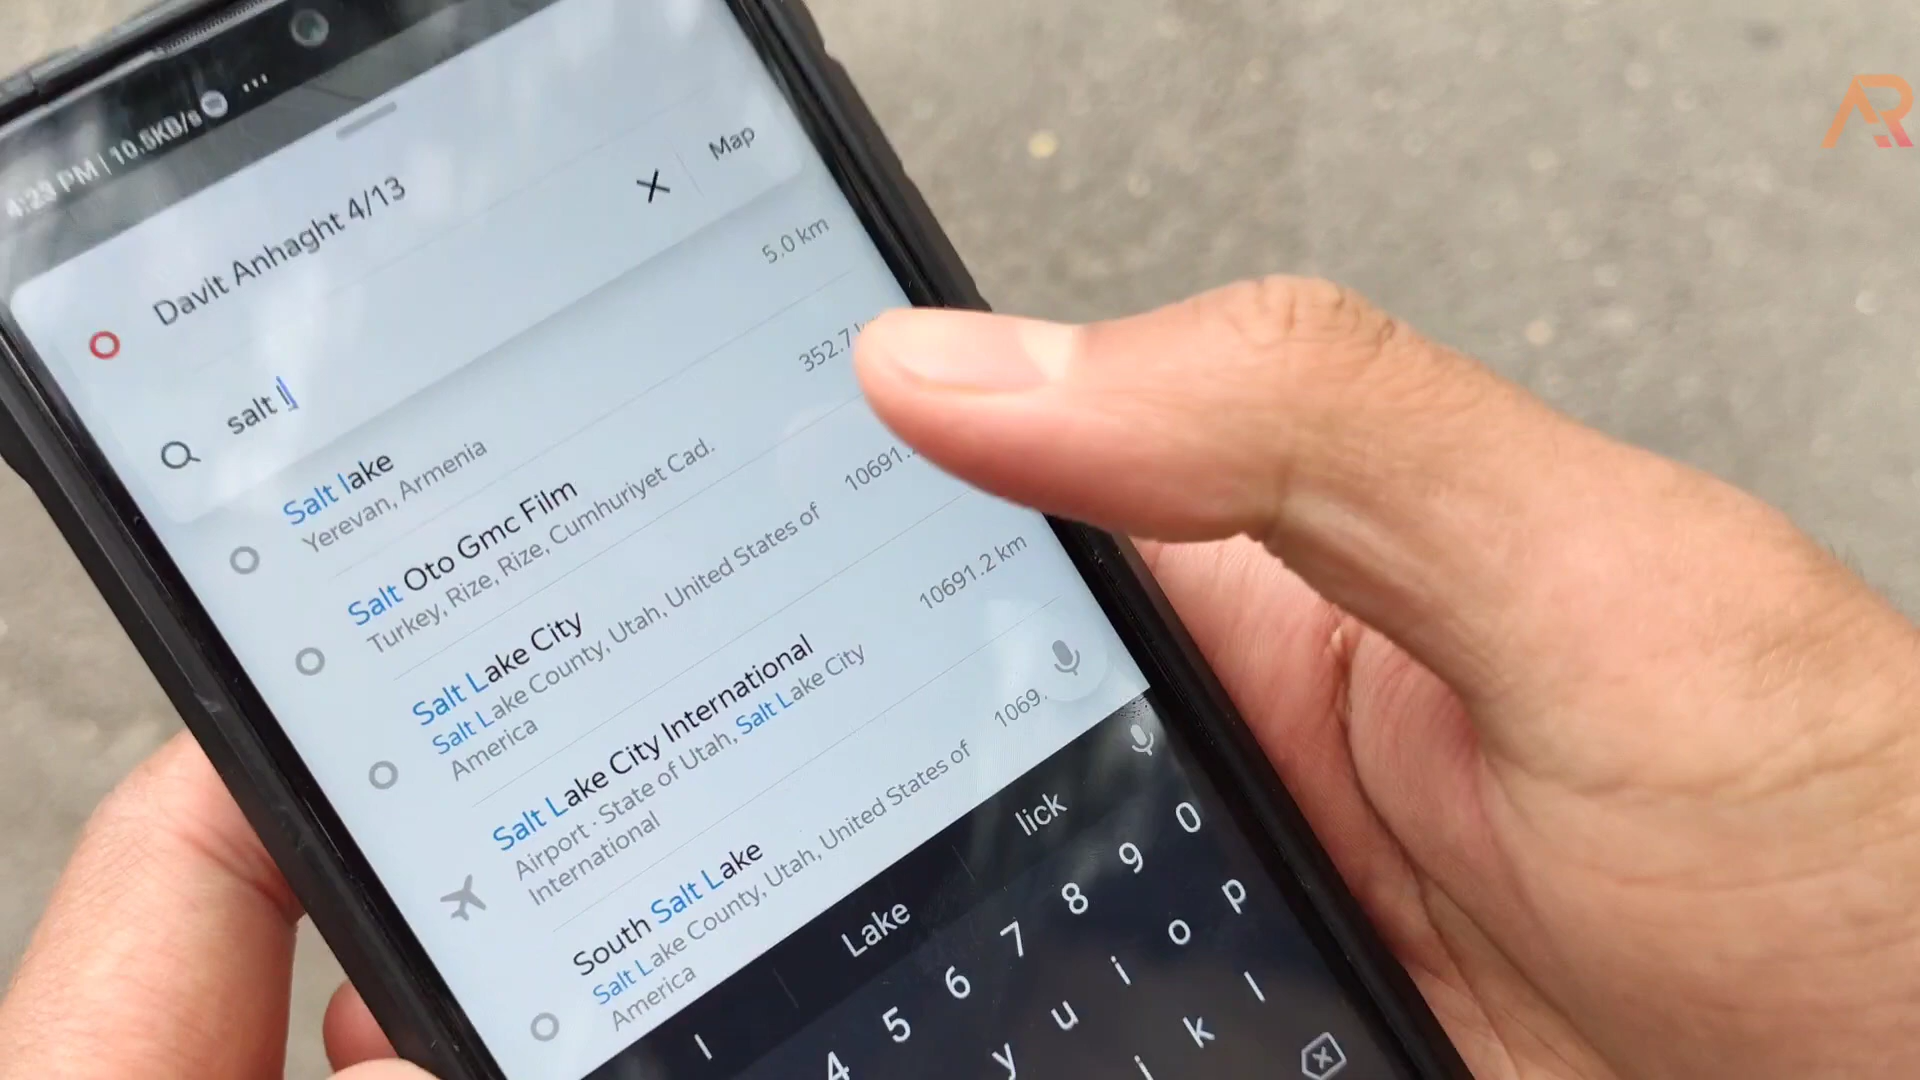 4:23 PM | 10.5KB/s ...
Davit Anhaght 4/13
salt l
Map
Salt lake
Yerevan, Armenia
5.0 km
Salt Oto Gmc Film
Turkey, Rize, Rize, Cumhuriyet Cad.
352.7
Salt Lake City
Salt Lake County, Utah, United States of
America
10691.
Salt Lake City International
Airport · State of Utah, Salt Lake City
International
10691.2 km
South Salt Lake
Salt Lake County, Utah, United States of
America
1069.
l
Lake
lick
4 5 6 7 8 9 0
y u i o p
j k l
AR